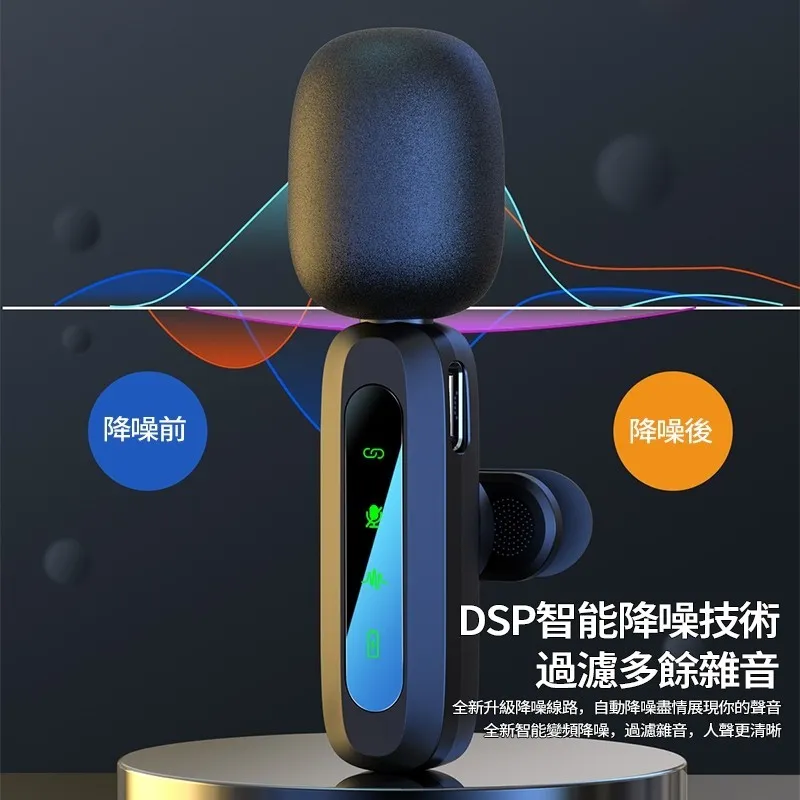 降噪前
降噪後
DSP智能降噪技術
過濾多餘雜音
全新升級降噪線路，自動降噪盡情展現你的聲音
全新智能變頻降噪，過濾雜音，人聲更清晰